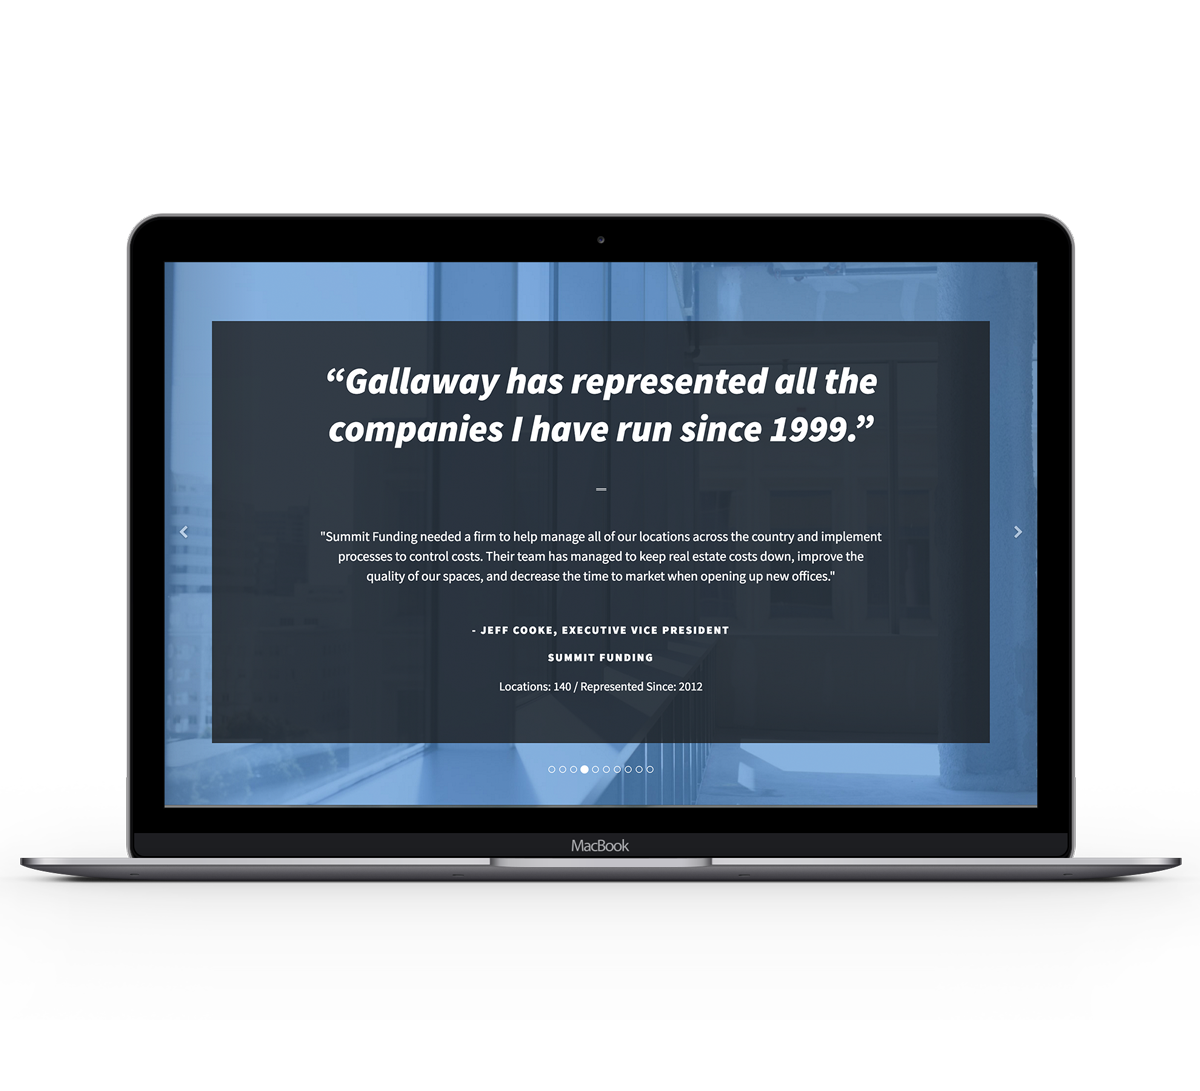 “Gallaway has represented all the
companies I have run since 1999.”
–
"Summit Funding needed a firm to help manage all of our locations across the country and implement
processes to control costs. Their team has managed to keep real estate costs down, improve the
quality of our spaces, and decrease the time to market when opening up new offices."
- JEFF COOKE, EXECUTIVE VICE PRESIDENT
SUMMIT FUNDING
Locations: 140 / Represented Since: 2012
MacBook